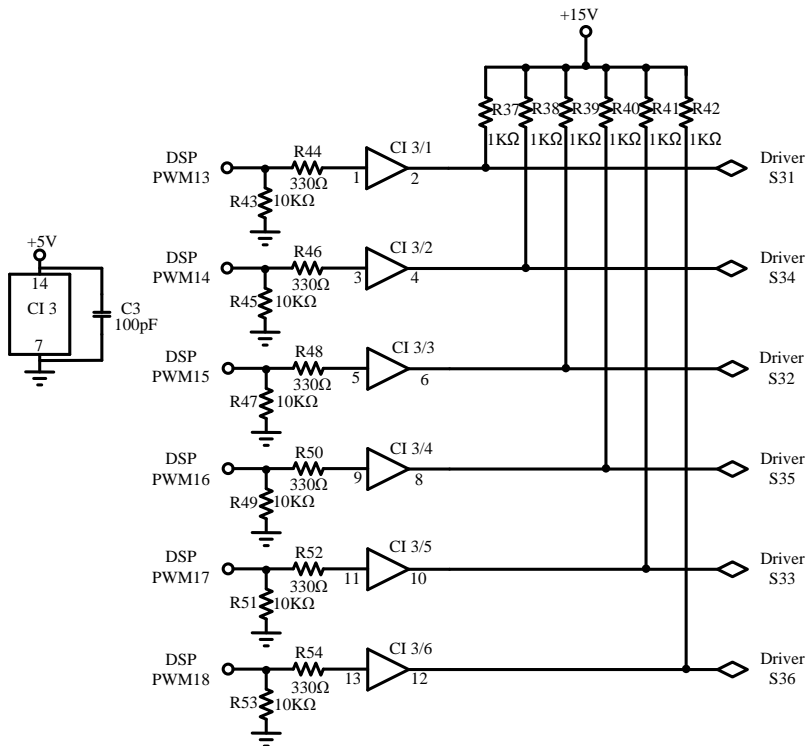 +15V
R37
R38
R39
R40
R41
R42
1KΩ
1KΩ
1KΩ
1KΩ
1KΩ
1KΩ
DSP
PWM13
R44
330Ω
R43
10KΩ
CI 3/1
1
2
Driver
S31
DSP
PWM14
R46
330Ω
R45
10KΩ
CI 3/2
3
4
Driver
S34
+5V
14
CI 3
7
C3
100pF
DSP
PWM15
R48
330Ω
R47
10KΩ
CI 3/3
5
6
Driver
S32
DSP
PWM16
R50
330Ω
R49
10KΩ
CI 3/4
9
8
Driver
S35
DSP
PWM17
R52
330Ω
R51
10KΩ
CI 3/5
11
10
Driver
S33
DSP
PWM18
R54
330Ω
R53
10KΩ
CI 3/6
13
12
Driver
S36